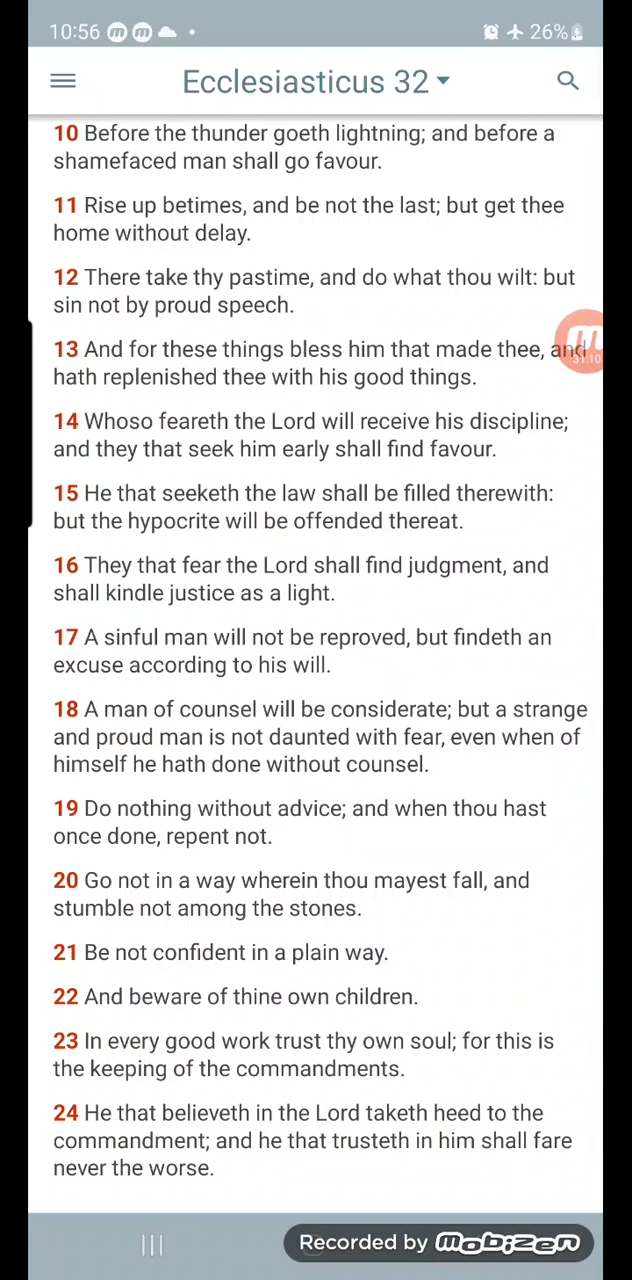 10:56 26%
Ecclesiasticus 32
10 Before the thunder goeth lightning; and before a
shamefaced man shall go favour.
11 Rise up betimes, and be not the last; but get thee
home without delay.
12 There take thy pastime, and do what thou wilt: but
sin not by proud speech.
13 And for these things bless him that made thee, and
hath replenished thee with his good things.
31:10
14 Whoso feareth the Lord will receive his discipline;
and they that seek him early shall find favour.
15 He that seeketh the law shall be filled therewith:
but the hypocrite will be offended thereat.
16 They that fear the Lord shall find judgment, and
shall kindle justice as a light.
17 A sinful man will not be reproved, but findeth an
excuse according to his will.
18 A man of counsel will be considerate; but a strange
and proud man is not daunted with fear, even when of
himself he hath done without counsel.
19 Do nothing without advice; and when thou hast
once done, repent not.
20 Go not in a way wherein thou mayest fall, and
stumble not among the stones.
21 Be not confident in a plain way.
22 And beware of thine own children.
23 In every good work trust thy own soul; for this is
the keeping of the commandments.
24 He that believeth in the Lord taketh heed to the
commandment; and he that trusteth in him shall fare
never the worse.
Recorded by mobizen